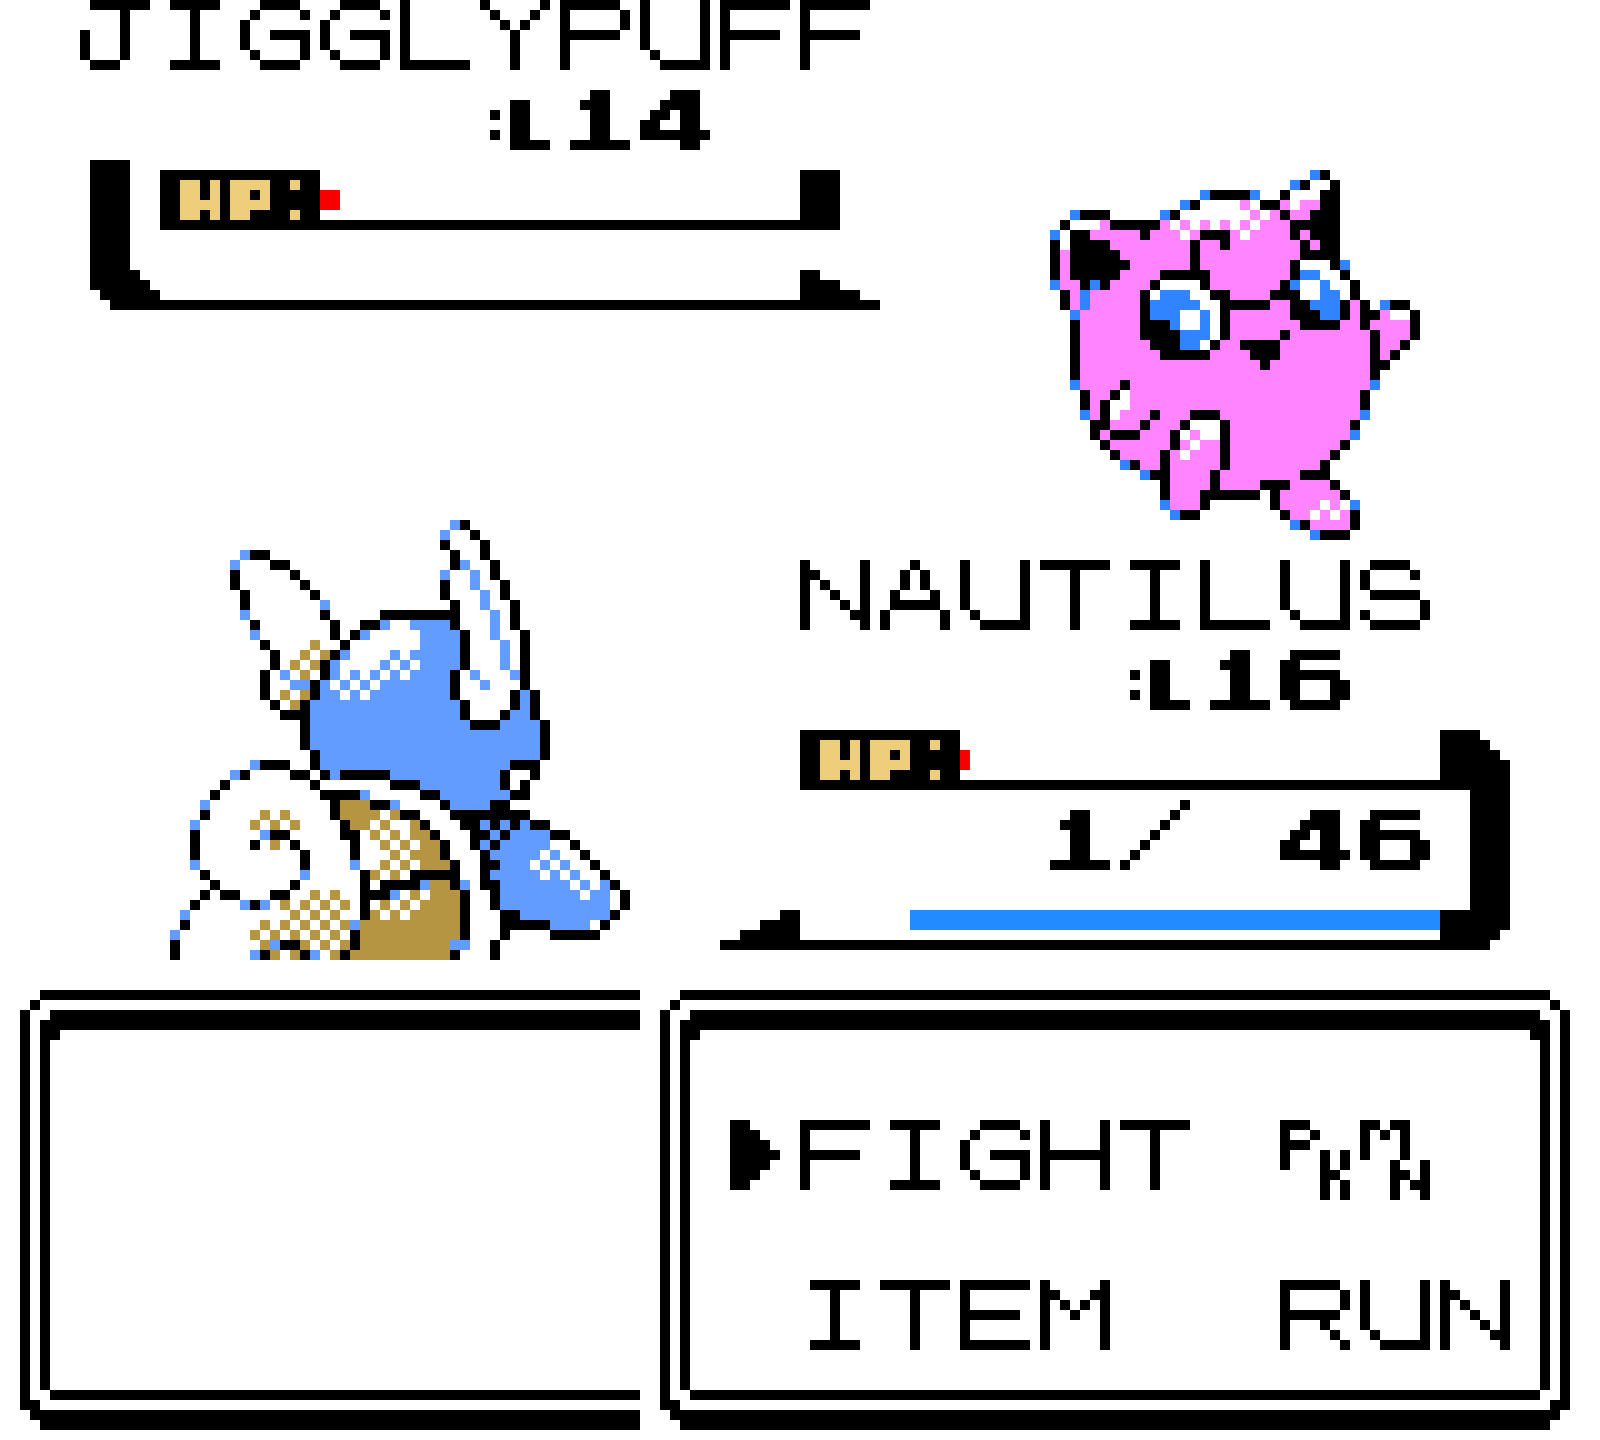 JIGGLYPUFF
:L14
HP:
NAUTILUS
:L16
HP:
1/ 46
▶FIGHT PKMN
ITEM RUN